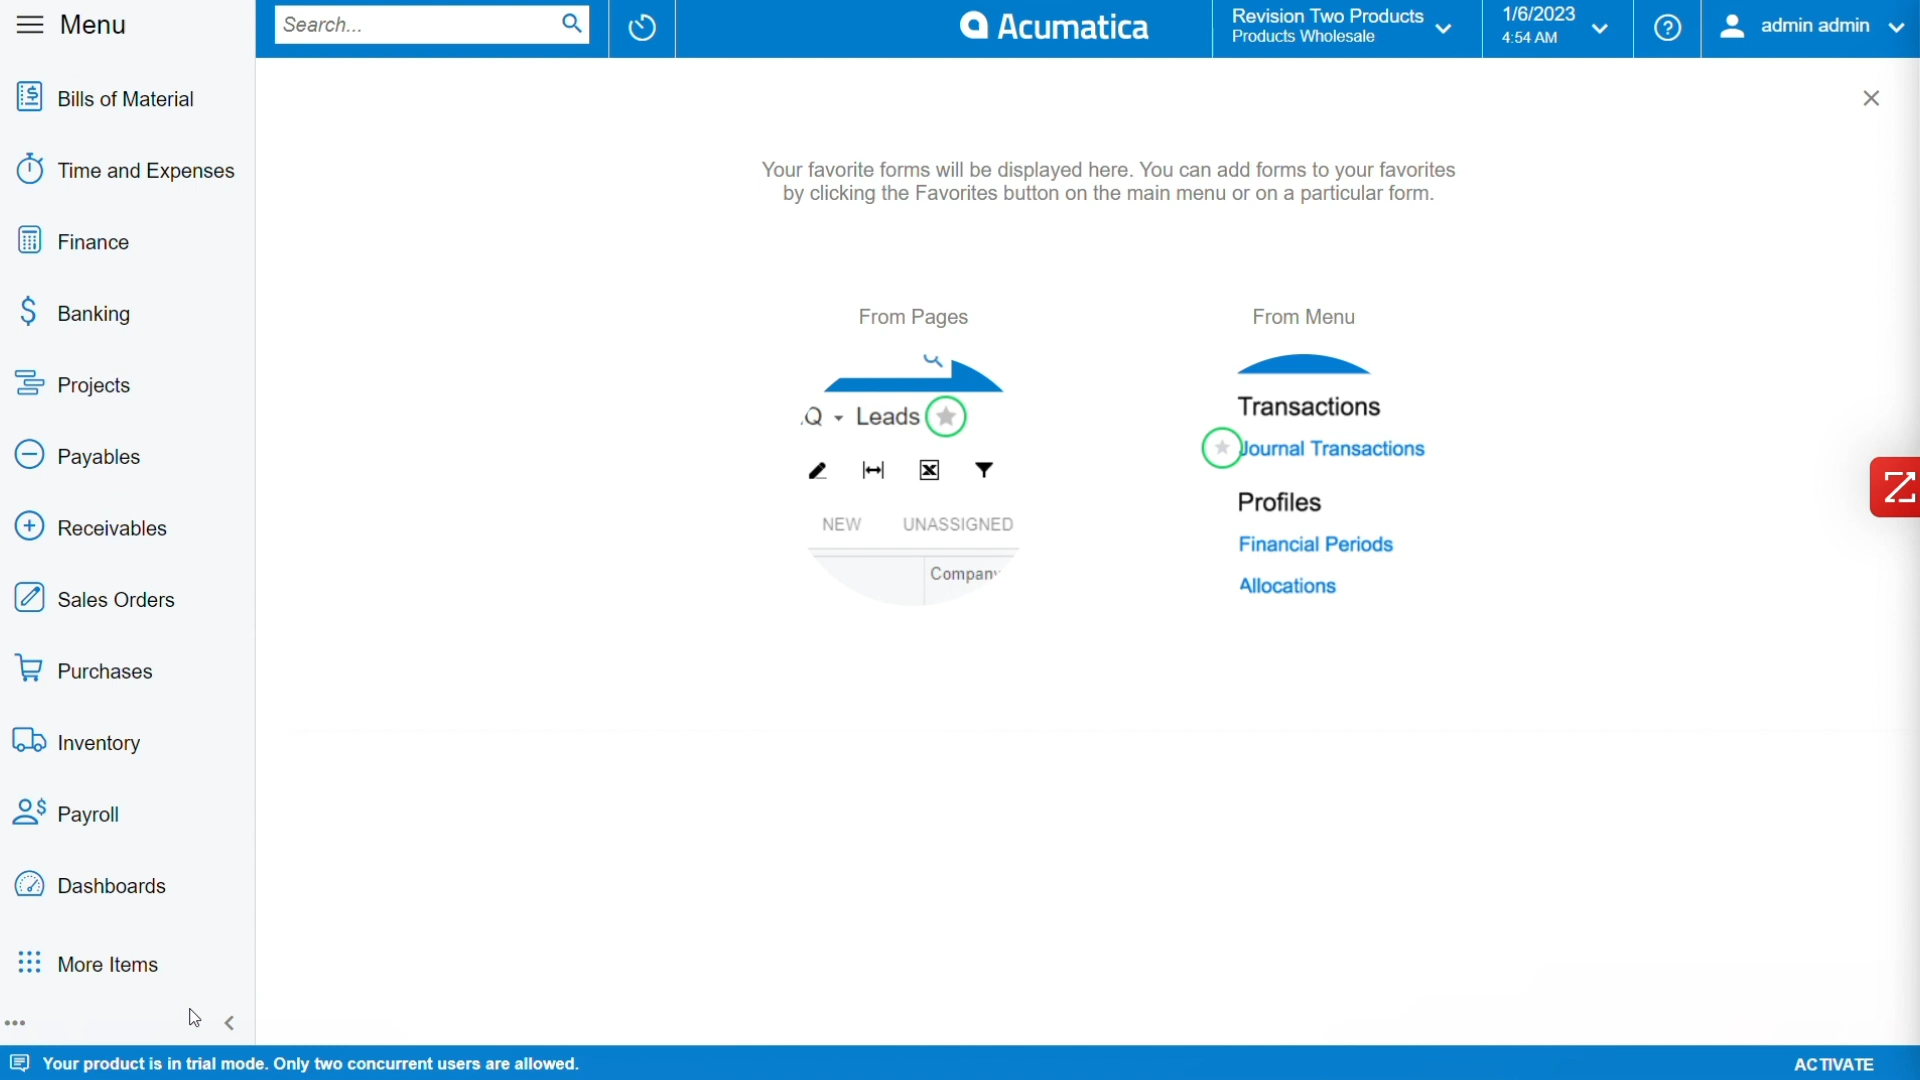 Menu
Search...
Acumatica
Revision Two Products
Products Wholesale
1/6/2023
4:54 AM
admin admin
Bills of Material
Time and Expenses
Finance
Banking
Projects
Payables
Receivables
Sales Orders
Purchases
Inventory
Payroll
Dashboards
More Items
Your favorite forms will be displayed here. You can add forms to your favorites
by clicking the Favorites button on the main menu or on a particular form.
From Pages
Q Leads
NEW UNASSIGNED
Company
From Menu
Transactions
Journal Transactions
Profiles
Financial Periods
Allocations
Your product is in trial mode. Only two concurrent users are allowed.
ACTIVATE